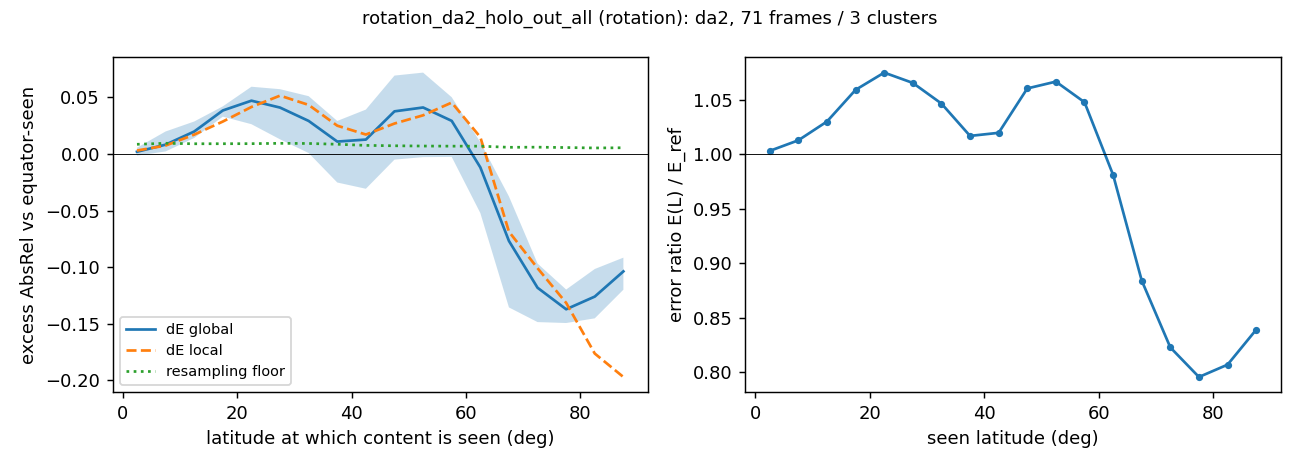 rotation_da2_holo_out_all (rotation): da2, 71 frames / 3 clusters
excess AbsRel vs equator-seen
0.05
0.00
−0.05
−0.10
−0.15
−0.20
dE global
dE local
resampling floor
0 20 40 60 80
latitude at which content is seen (deg)
error ratio E(L) / E_ref
1.05
1.00
0.95
0.90
0.85
0.80
0 20 40 60 80
seen latitude (deg)